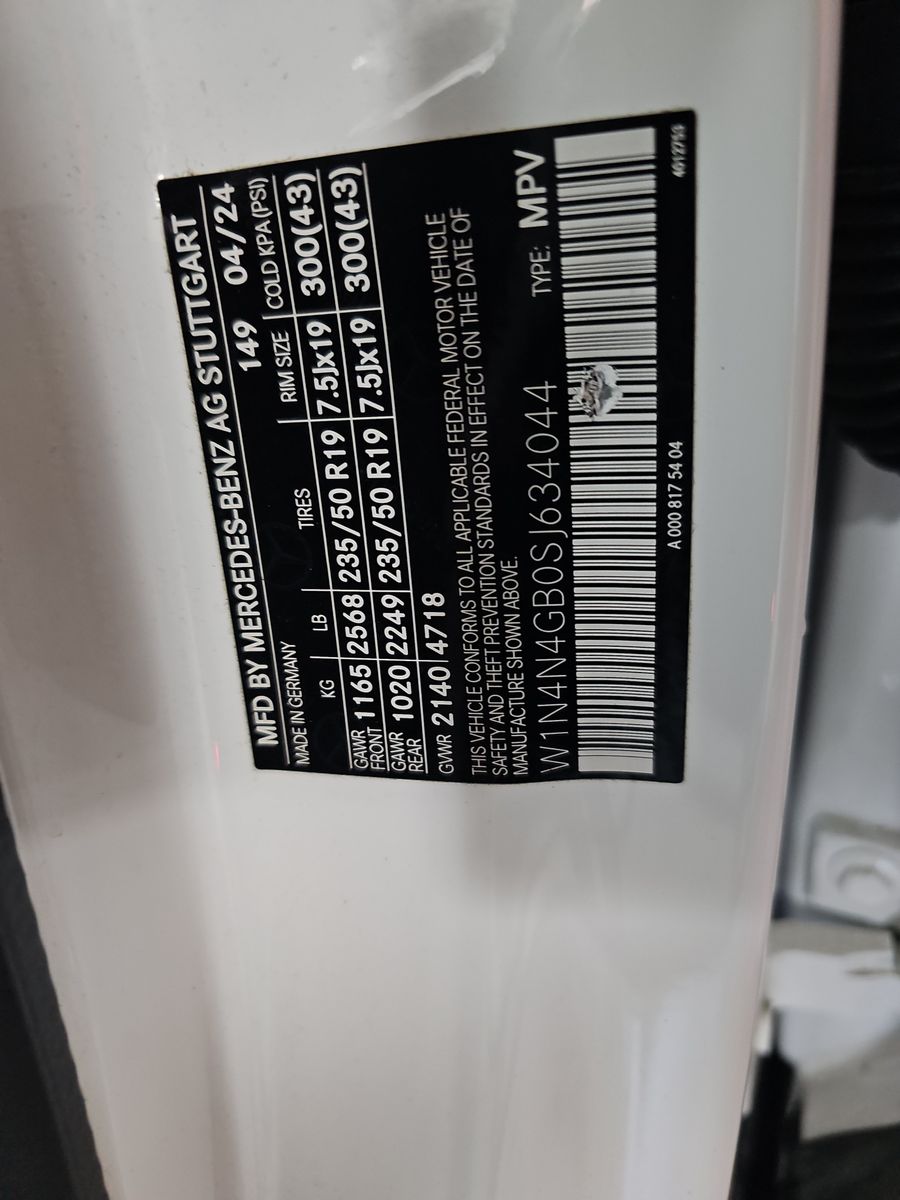 MFD BY MERCEDES-BENZ AG STUTTGART
MADE IN GERMANY 149 04/24
KG LB TIRES RIM SIZE COLD KPA(PSI)
GAWR FRONT 1165 2568 235/50 R19 7.5Jx19 300(43)
GAWR REAR 1020 2249 235/50 R19 7.5Jx19 300(43)
GVWR 2140 4718
THIS VEHICLE CONFORMS TO ALL APPLICABLE FEDERAL MOTOR VEHICLE
SAFETY AND THEFT PREVENTION STANDARDS IN EFFECT ON THE DATE OF
MANUFACTURE SHOWN ABOVE.
W1N4N4GB0SJ634044 TYPE: MPV
A 000 817 54 04